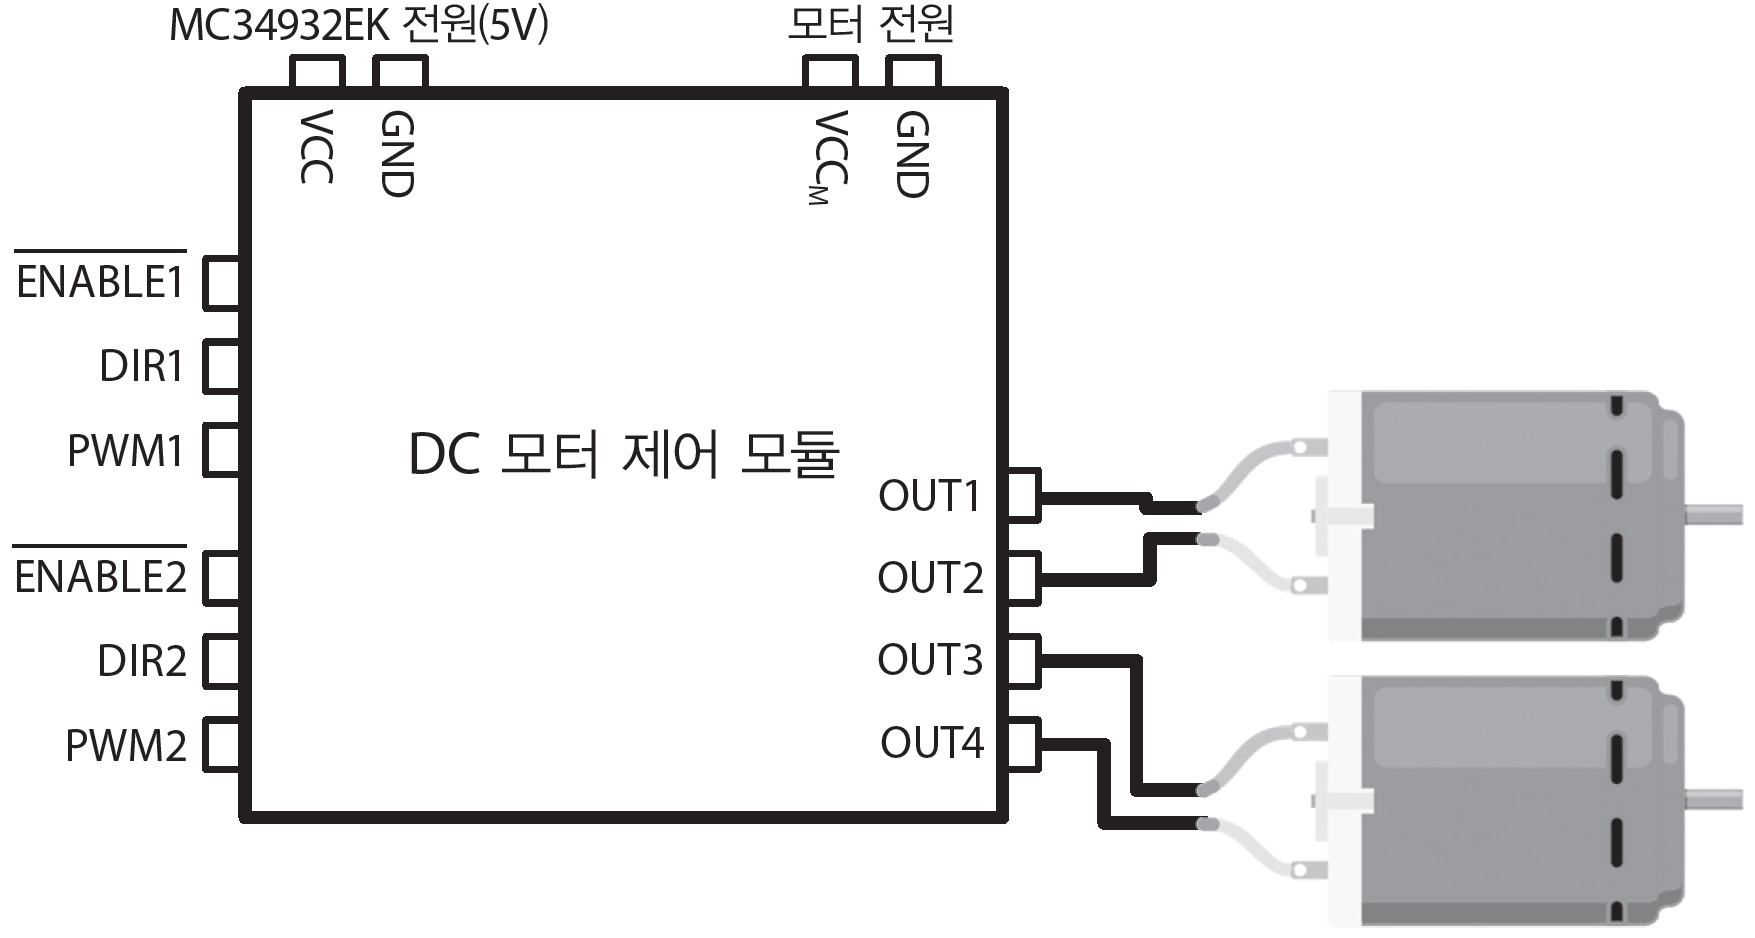 MC34932EK 전원(5V)
모터 전원
VCC
GND
VCCM
GND
ENABLE1
DIR1
PWM1
DC 모터 제어 모듈
OUT1
ENABLE2
OUT2
DIR2
OUT3
PWM2
OUT4